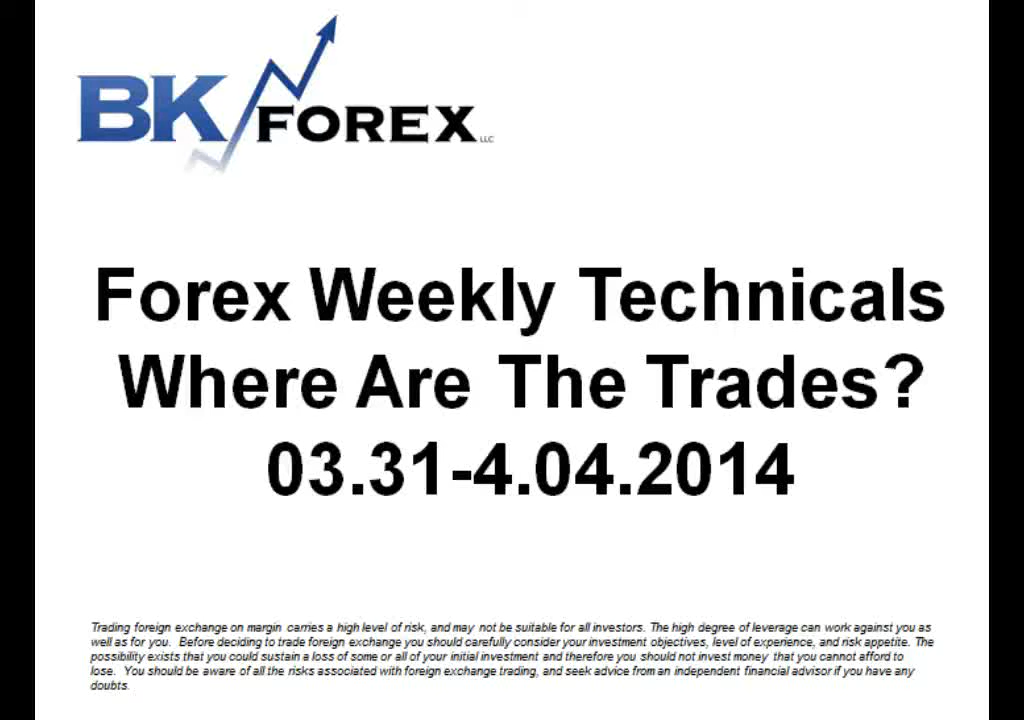 BK FOREX LLC
Forex Weekly Technicals
Where Are The Trades?
03.31-4.04.2014
Trading foreign exchange on margin carries a high level of risk, and may not be suitable for all investors. The high degree of leverage can work against you as
well as for you. Before deciding to trade foreign exchange you should carefully consider your investment objectives, level of experience, and risk appetite. The
possibility exists that you could sustain a loss of some or all of your initial investment and therefore you should not invest money that you cannot afford to
lose. You should be aware of all the risks associated with foreign exchange trading, and seek advice from an independent financial advisor if you have any
doubts.